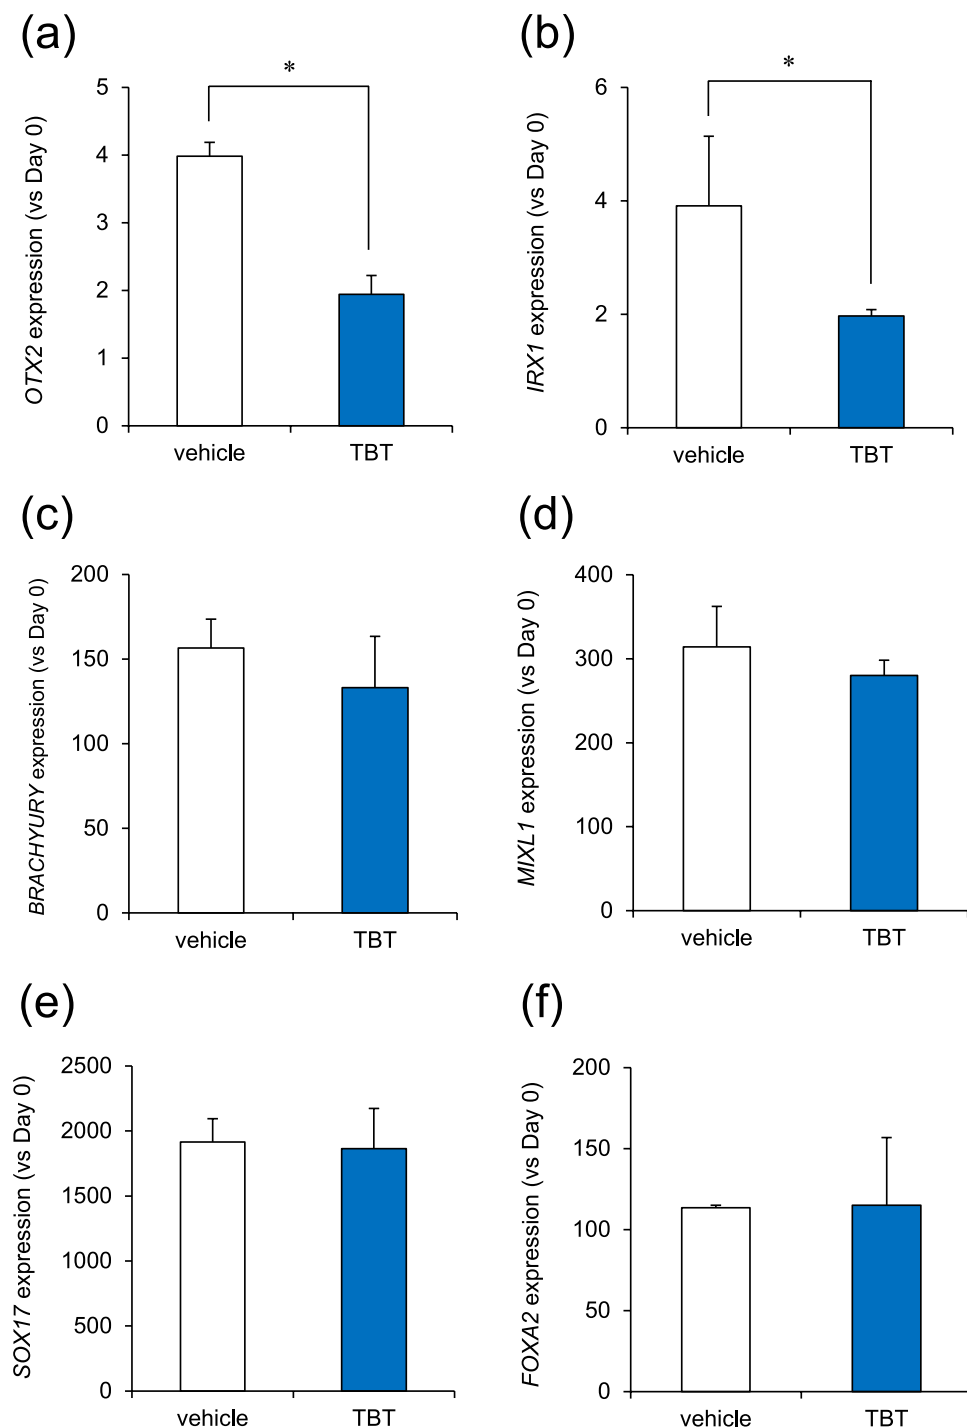 (a)
*
OTX2 expression (vs Day 0)
5
4
3
2
1
0
vehicle TBT
(b)
*
IRX1 expression (vs Day 0)
6
4
2
0
vehicle TBT
(c)
BRACHYURY expression (vs Day 0)
200
150
100
50
0
vehicle TBT
(d)
MIXL1 expression (vs Day 0)
400
300
200
100
0
vehicle TBT
(e)
SOX17 expression (vs Day 0)
2500
2000
1500
1000
500
0
vehicle TBT
(f)
FOXA2 expression (vs Day 0)
200
150
100
50
0
vehicle TBT